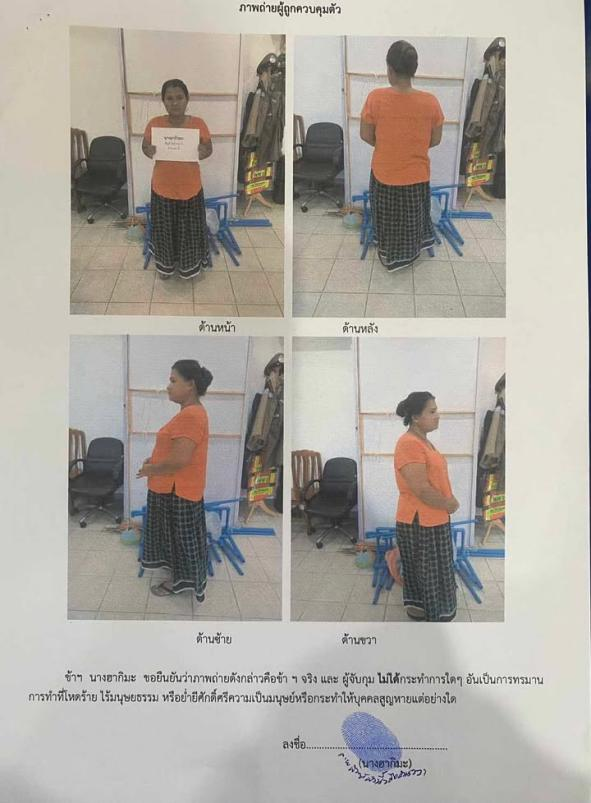 ภาพถ่ายผู้ถูกควบคุมตัว
ด้านหน้า
ด้านหลัง
ด้านซ้าย
ด้านขวา
ข้าฯ นางฮากิมะ ขอยืนยันว่าภาพถ่ายดังกล่าวคือข้า ฯ จริง และ ผู้จับกุม ไม่ได้กระทำการใดๆ อันเป็นการทรมาน
การทำที่โหดร้าย ไร้มนุษยธรรม หรือย่ำยีศักดิ์ศรีความเป็นมนุษย์หรือกระทำให้บุคคลสูญหายแต่อย่างใด
ลงชื่อ
(นางฮากิมะ)